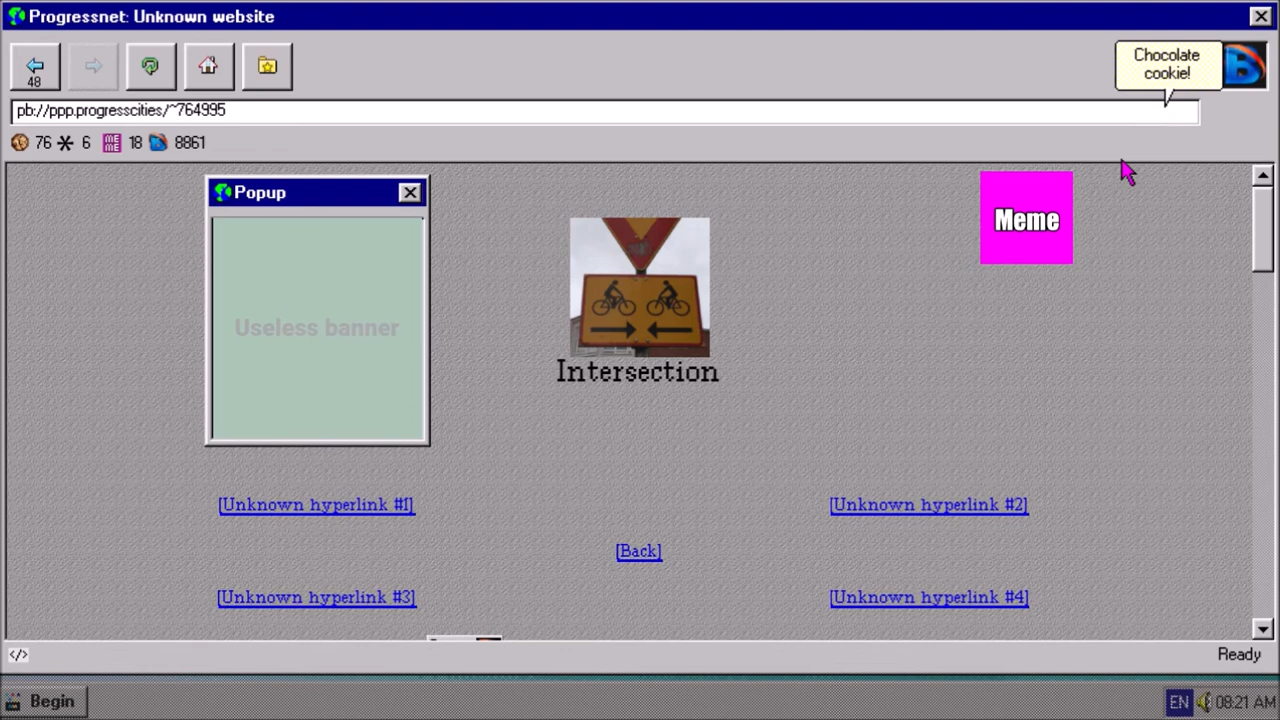 Progressnet: Unknown website
48
Chocolate
cookie!
pb://ppp.progresscities/~764995
76 6 ME ME 18 8861
Popup
Useless banner
Meme
Intersection
[Unknown hyperlink #1]
[Unknown hyperlink #2]
[Back]
[Unknown hyperlink #3]
[Unknown hyperlink #4]
</> Ready
Begin
EN 08:21 AM